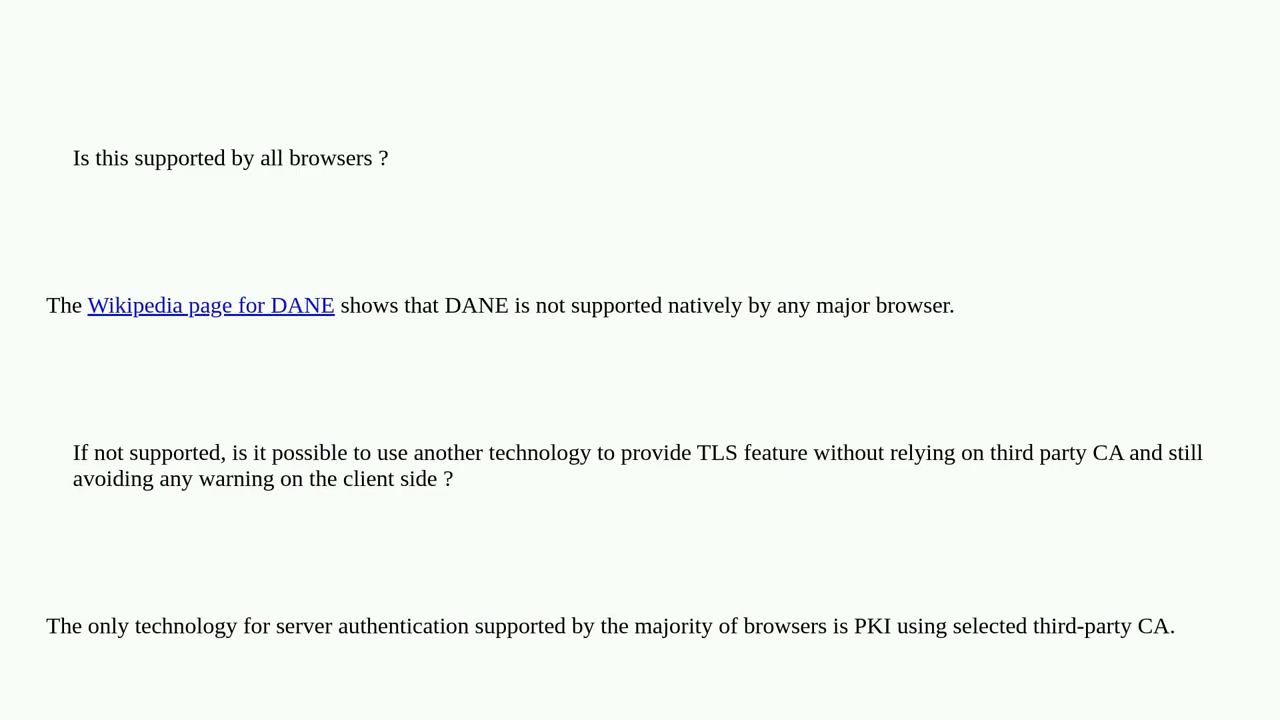 Is this supported by all browsers ?
The Wikipedia page for DANE shows that DANE is not supported natively by any major browser.
If not supported, is it possible to use another technology to provide TLS feature without relying on third party CA and still
avoiding any warning on the client side ?
The only technology for server authentication supported by the majority of browsers is PKI using selected third-party CA.